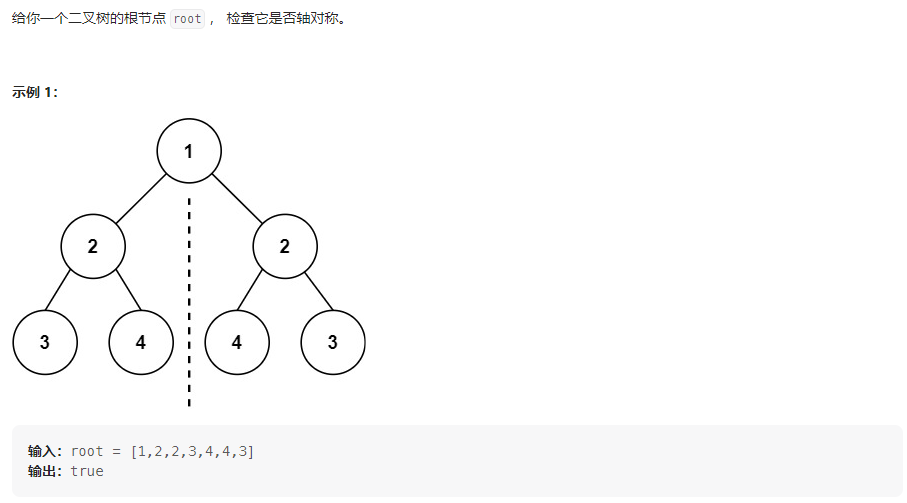 给你一个二叉树的根节点 root ， 检查它是否轴对称。
示例 1：
1
2 2
3 4 4 3
输入：root = [1,2,2,3,4,4,3]
输出：true